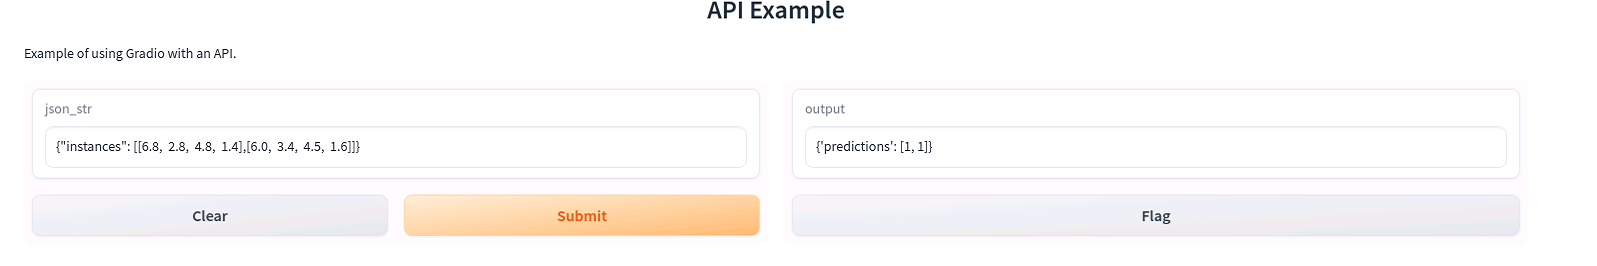 API Example
Example of using Gradio with an API.
json_str
{"instances": [[6.8,  2.8,  4.8,  1.4],[6.0,  3.4,  4.5,  1.6]]}
Clear
Submit
output
{'predictions': [1, 1]}
Flag